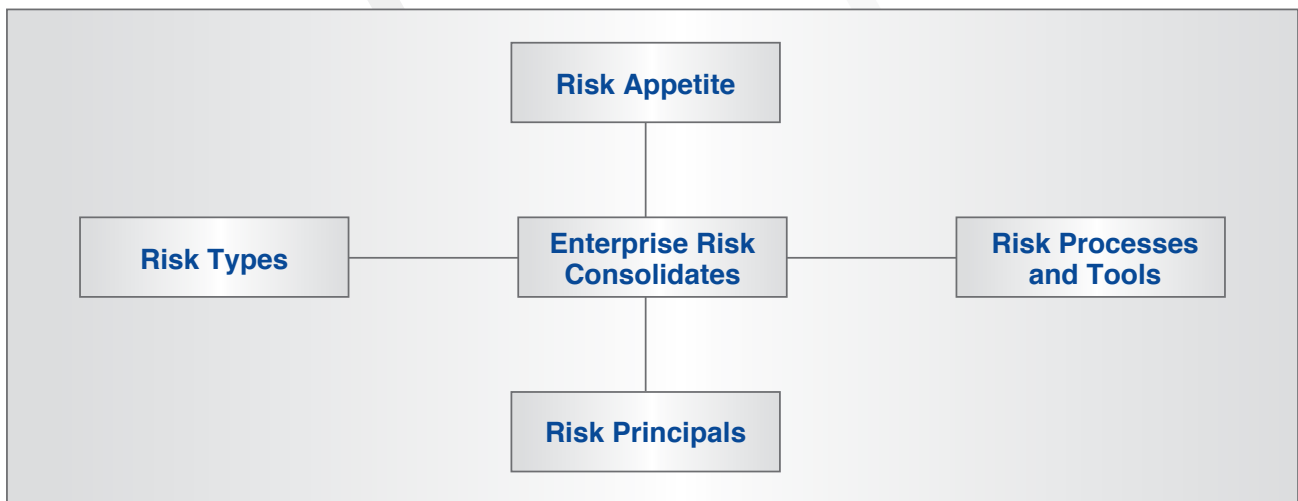 Risk Appetite
Risk Types
Enterprise Risk
Consolidates
Risk Processes
and Tools
Risk Principals